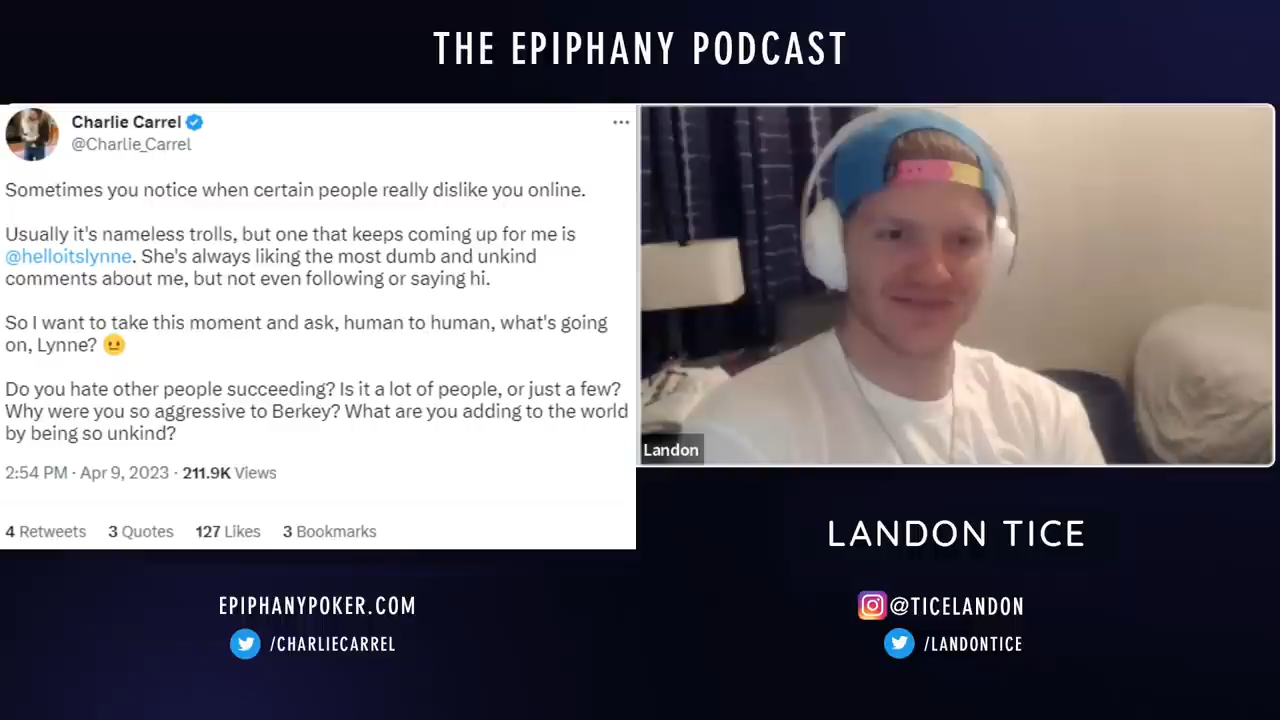 THE EPIPHANY PODCAST
Charlie Carrel
@Charlie_Carrel
Sometimes you notice when certain people really dislike you online.
Usually it's nameless trolls, but one that keeps coming up for me is
@helloitslynne. She's always liking the most dumb and unkind
comments about me, but not even following or saying hi.
So I want to take this moment and ask, human to human, what's going
on, Lynne? 😐
Do you hate other people succeeding? Is it a lot of people, or just a few?
Why were you so aggressive to Berkey? What are you adding to the world
by being so unkind?
2:54 PM · Apr 9, 2023 · 211.9K Views
4 Retweets 3 Quotes 127 Likes 3 Bookmarks
Landon
LANDON TICE
EPIPHANYPOKER.COM
/CHARLIECARREL
@TICELANDON
/LANDONTICE